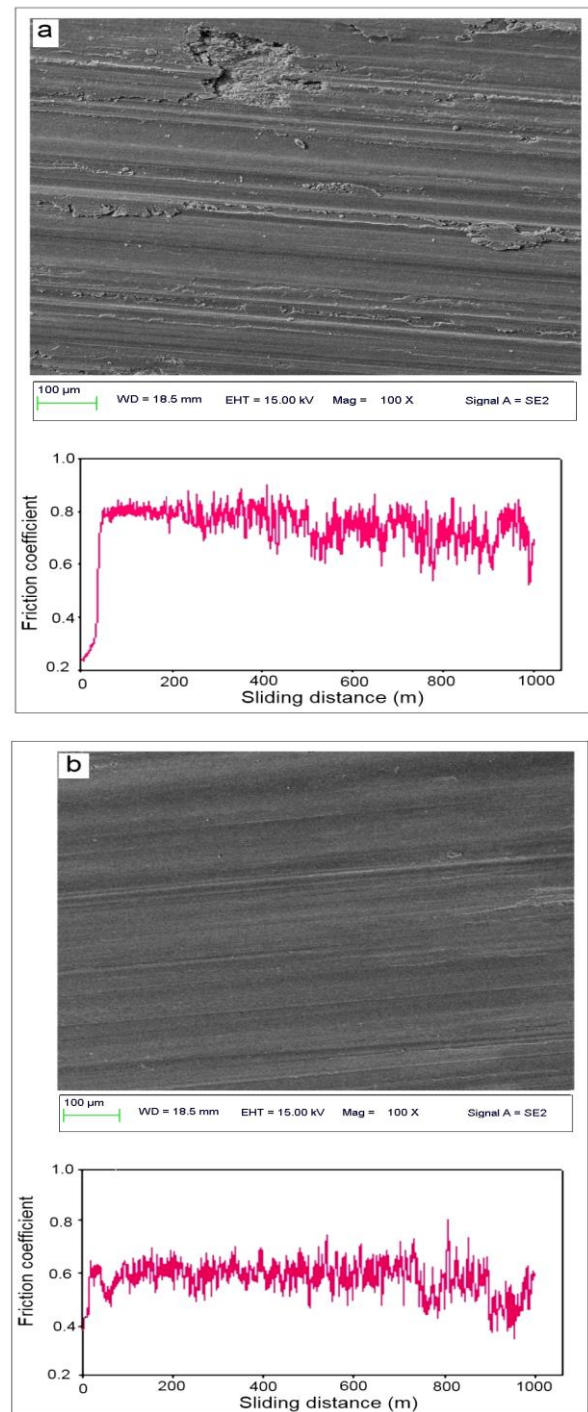 a
100 µm
WD = 18.5 mm EHT = 15.00 kV Mag = 100 X Signal A = SE2
1.0
0.8
0.6
0.4
0.2
Friction coefficient
0 200 400 600 800 1000
Sliding distance (m)
b
100 µm
WD = 18.5 mm EHT = 15.00 kV Mag = 100 X Signal A = SE2
1.0
0.8
0.6
0.4
0.2
Friction coefficient
0 200 400 600 800 1000
Sliding distance (m)